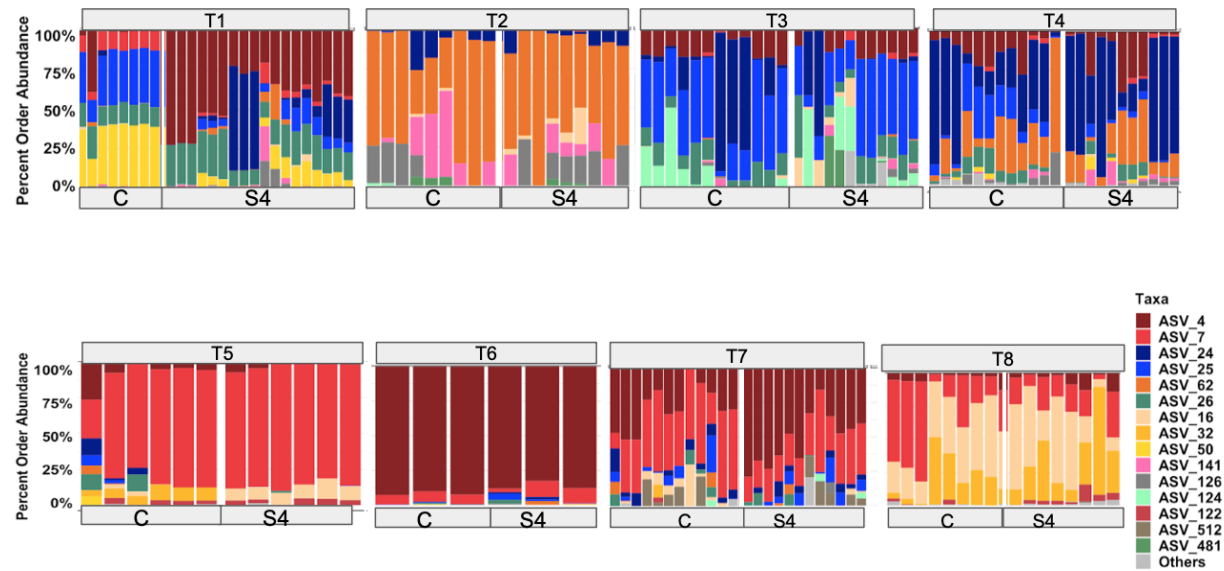 T1 T2 T3 T4
Percent Order Abundance
100%
75%
50%
25%
0%
C S4 C S4 C S4 C S4
T5 T6 T7 T8
Percent Order Abundance
100%
75%
50%
25%
0%
C S4 C S4 C S4 C S4
Taxa
ASV_4
ASV_7
ASV_24
ASV_25
ASV_62
ASV_26
ASV_16
ASV_32
ASV_50
ASV_141
ASV_126
ASV_124
ASV_122
ASV_512
ASV_481
Others